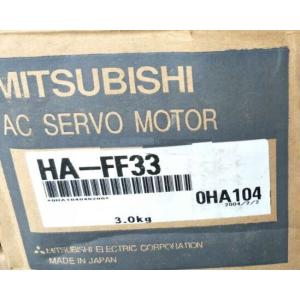 MITSUBISHI
AC SERVO MOTOR
HA-FF33
0HA104
3.0kg
MITSUBISHI ELECTRIC CORPORATION
MADE IN JAPAN